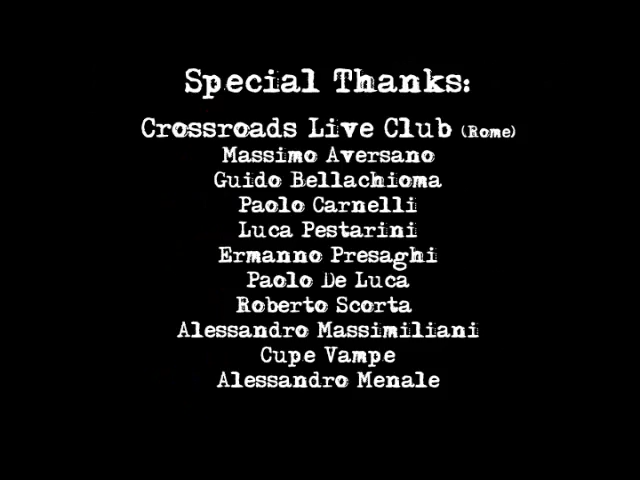 Special Thanks:
Crossroads Live Club (Rome)
Massimo Aversano
Guido Bellachioma
Paolo Carnelli
Luca Pestarini
Ermanno Presaghi
Paolo De Luca
Roberto Scorta
Alessandro Massimiliani
Cupe Vampe
Alessandro Menale